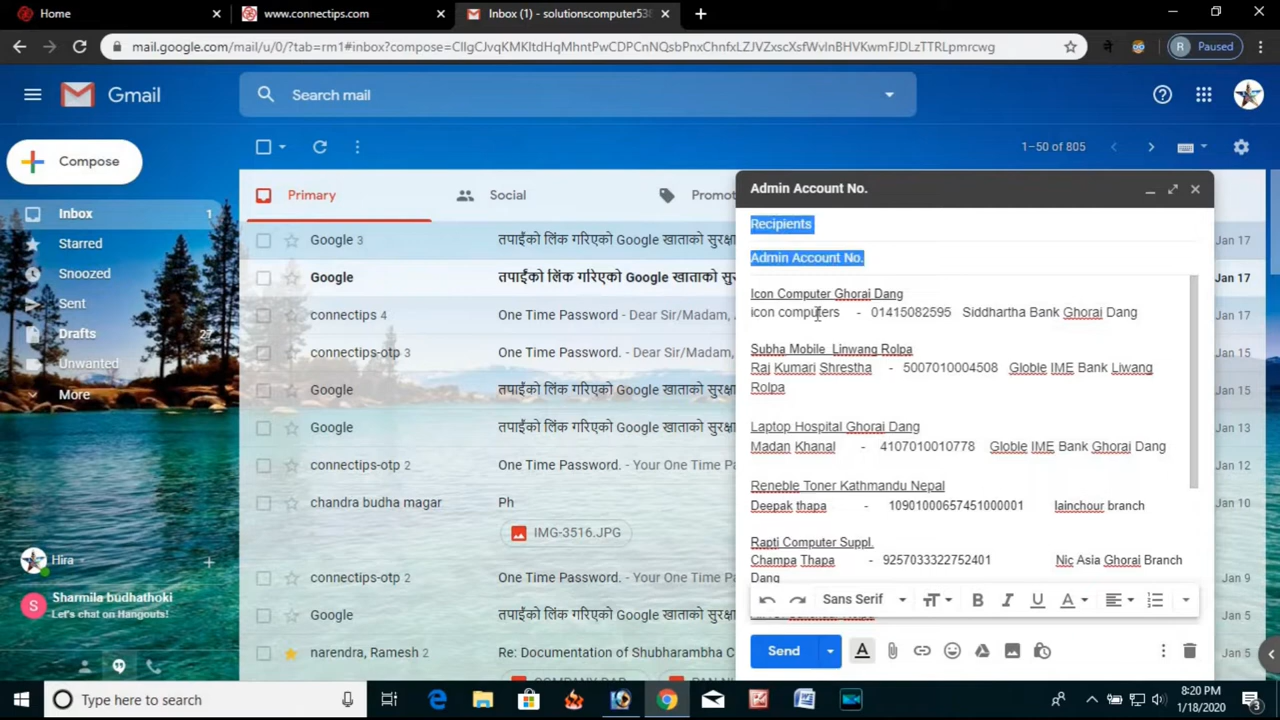 Home
www.connectips.com
Inbox (1) - solutionscomputer538
mail.google.com/mail/u/0/?tab=rm1#inbox?compose=
R Paused
Gmail
Search mail
Compose
1–50 of 805
Inbox 1
Starred
Snoozed
Sent
Drafts 27
Unwanted
More
Primary
Social
Promot
Google 3 तपाईंको लिंक गरिएको Google खाताको सुरक्षा Jan 17
Google तपाईंको लिंक गरिएको Google खाताको सुरक्षा Jan 17
connectips 4 One Time Password. - Dear Sir/Madam, Jan 17
connectips-otp 3 One Time Password. - Dear Sir/Madam, Jan 15
Google तपाईंको लिंक गरिएको Google खाताको सुरक्षा Jan 15
Google तपाईंको लिंक गरिएको Google खाताको सुरक्षा Jan 13
connectips-otp 2 One Time Password. - Your One Time P Jan 12
chandra budha magar Ph Jan 10
IMG-3516.JPG
connectips-otp 2 One Time Password. - Your One Time P Jan 9
Google तपाईंको लिंक गरिएको Google खाताको सुरक्षा Jan 5
narendra, Ramesh 2 Re: Documentation of Shubharambha C Jan 3
Hira
Sharmila budhathoki
Let's chat on Hangouts!
Admin Account No.
Recipients
Admin Account No.
Icon Computer Ghorai Dang
icon computers - 01415082595 Siddhartha Bank Ghorai Dang
Subha Mobile Linwang Rolpa
Raj Kumari Shrestha - 5007010004508 Globle IME Bank Liwang
Rolpa
Laptop Hospital Ghorai Dang
Madan Khanal - 4107010010778 Globle IME Bank Ghorai Dang
Reneble Toner Kathmandu Nepal
Deepak thapa - 10901000657451000001 lainchour branch
Rapti Computer Suppl.
Champa Thapa - 9257033322752401 Nic Asia Ghorai Branch
Dang
Sans Serif
Send
Type here to search
8:20 PM
1/18/2020
3